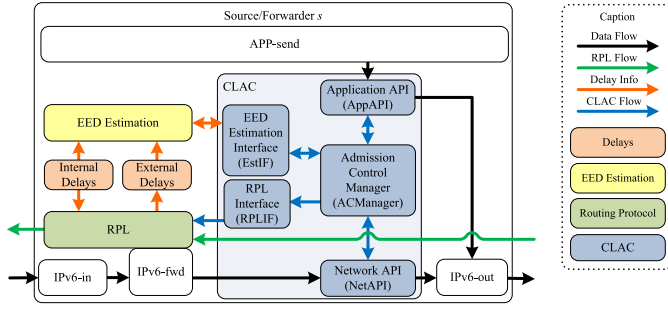 Source/Forwarder s
APP-send
CLAC
Application API
(AppAPI)
EED Estimation
EED
Estimation
Interface
(EstIF)
Admission
Control
Manager
(ACManager)
Internal
Delays
External
Delays
RPL
Interface
(RPLIF)
RPL
IPv6-in
IPv6-fwd
Network API
(NetAPI)
IPv6-out
Caption
Data Flow
RPL Flow
Delay Info
CLAC Flow
Delays
EED Estimation
Routing Protocol
CLAC